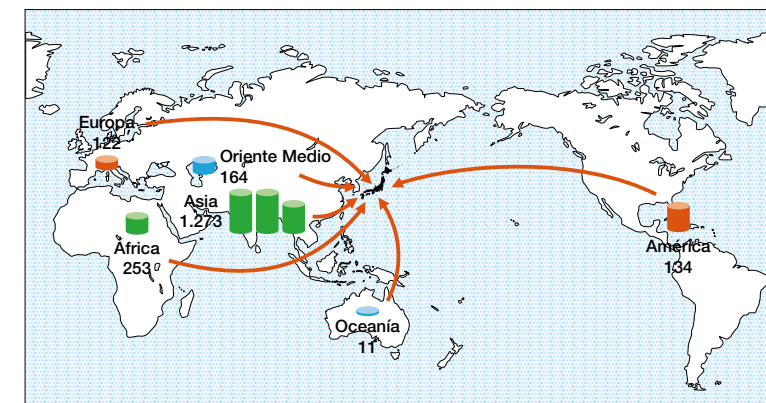 Europa
122
Oriente Medio
164
Asia
1.273
África
253
América
134
Oceanía
11